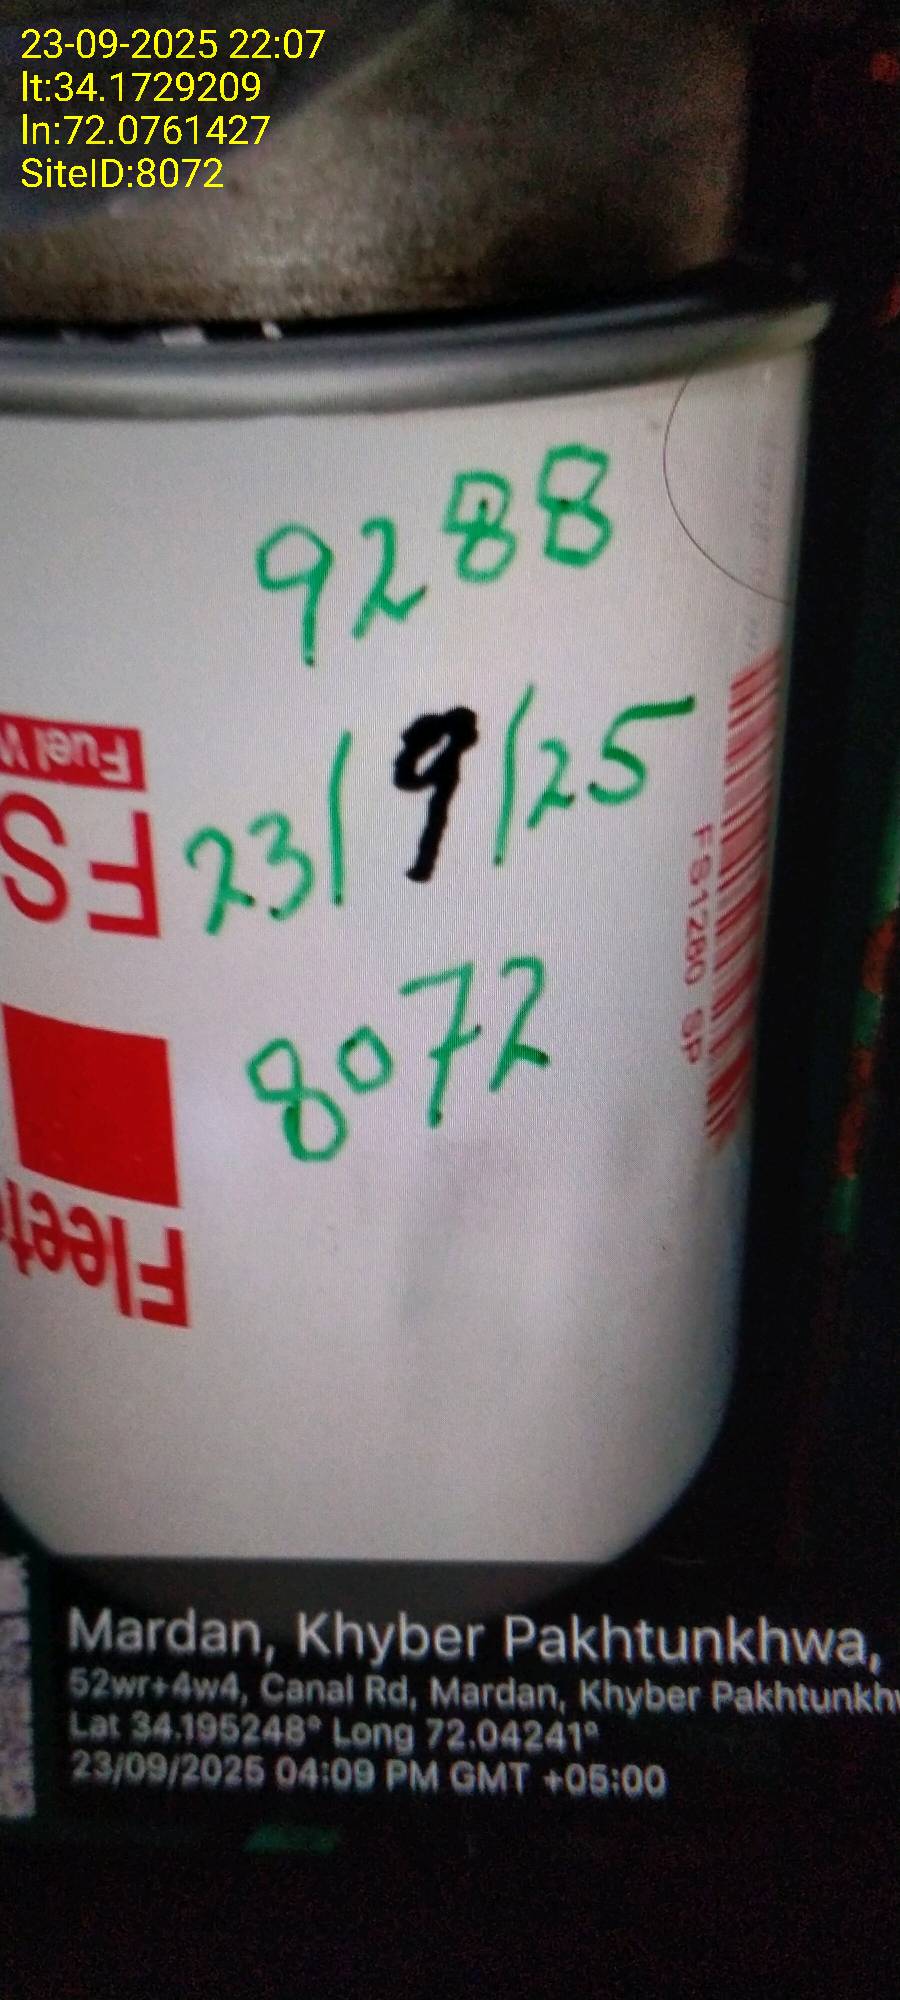 23-09-2025 22:07
lt:34.1729209
ln:72.0761427
SiteID:8072
9288
23/9/25
8072
Fuel
FS
FS1280 SP
Mardan, Khyber Pakhtunkhwa,
52wr+4w4, Canal Rd, Mardan, Khyber
Lat 34.195248° Long 72.04241°
23/09/2025 04:09 PM GMT +05:00